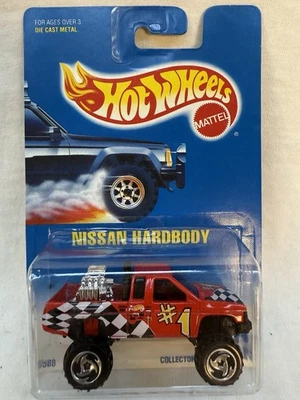 FOR AGES OVER 3
DIE CAST METAL
Hot Wheels
MATTEL
®
NISSAN HARDBODY
#1
COLLECTOR